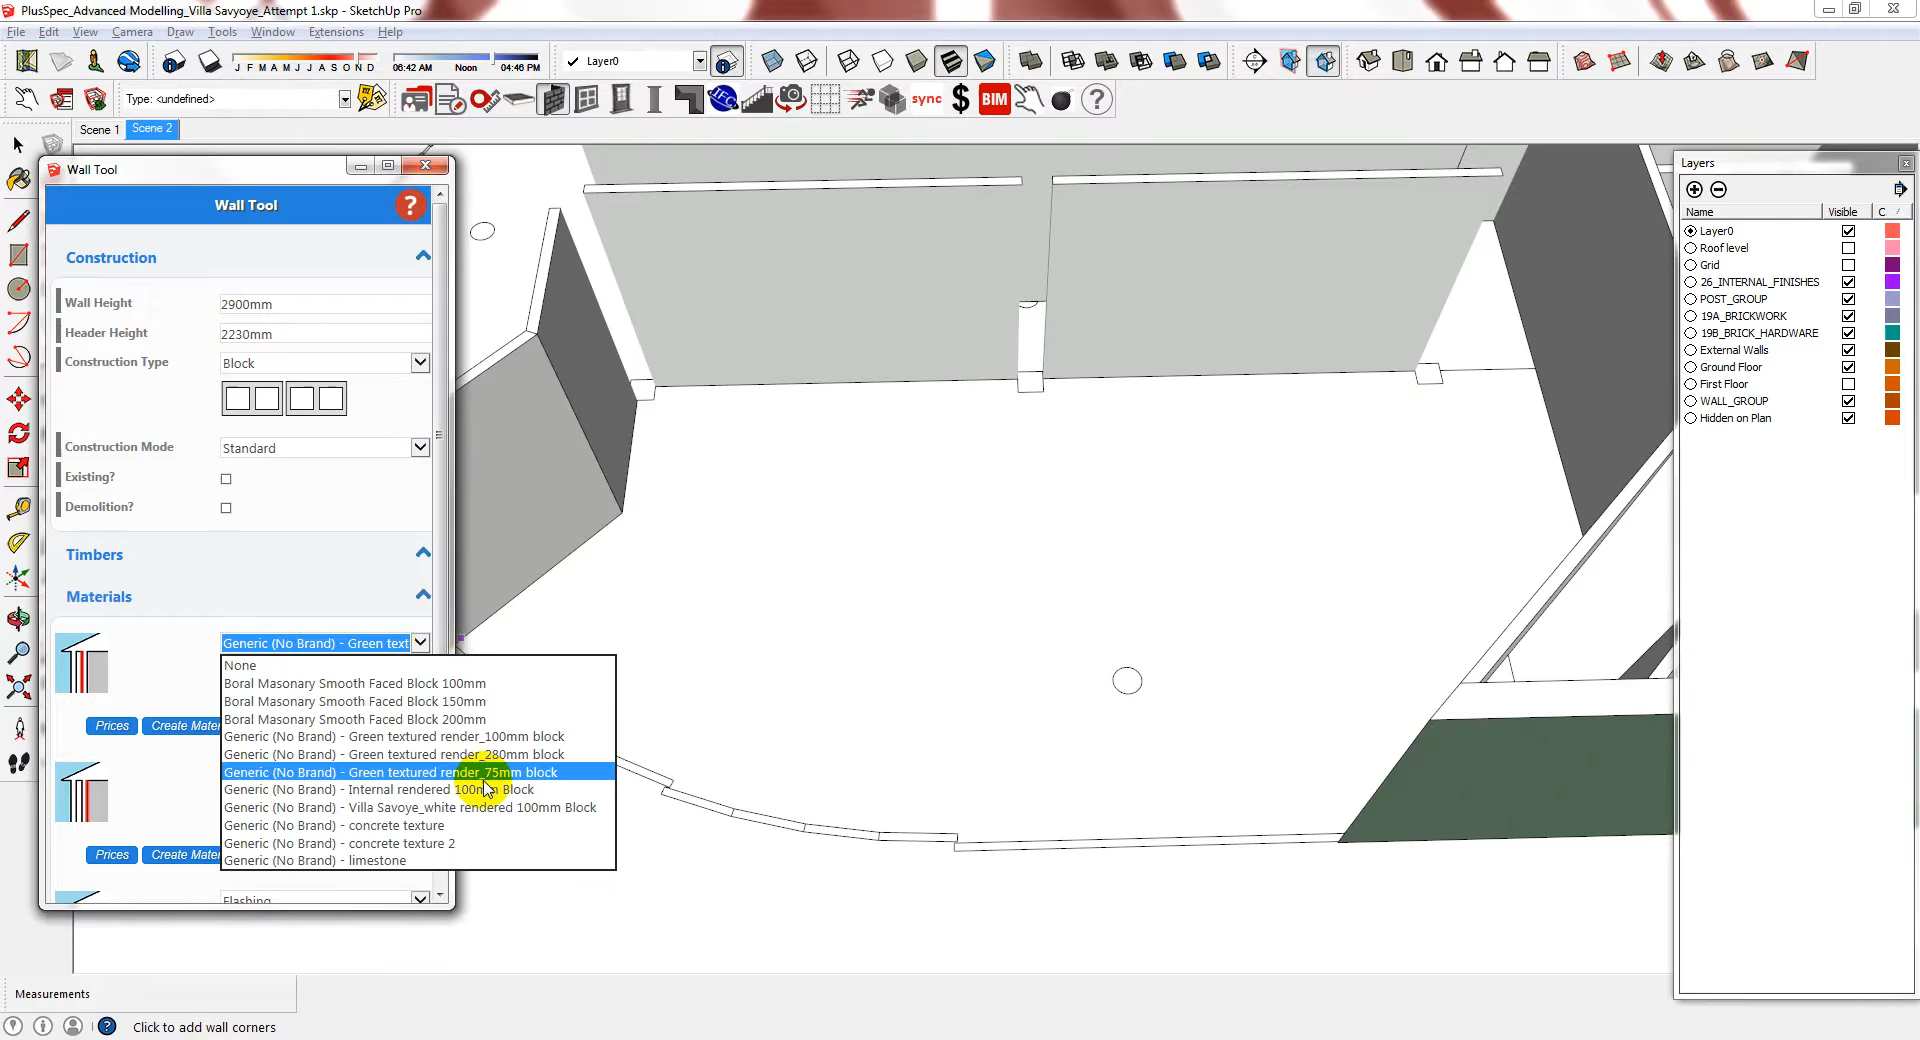 PlusSpec_Advanced Modelling_Villa Savyoye_Attempt 1.skp - SketchUp Pro
File Edit View Camera Draw Tools Window Extensions Help
J F M A M J J A S O N D
06:42 AM Noon 04:46 PM
Layer0
Type: <undefined>
IFC
sync
$
BIM
?
Scene 1 Scene 2
Wall Tool
Wall Tool
?
Construction
Wall Height 2900mm
Header Height 2230mm
Construction Type Block
Construction Mode Standard
Existing?
Demolition?
Timbers
Materials
Generic (No Brand) - Green text
None
Boral Masonary Smooth Faced Block 100mm
Boral Masonary Smooth Faced Block 150mm
Boral Masonary Smooth Faced Block 200mm
Generic (No Brand) - Green textured render_100mm block
Generic (No Brand) - Green textured render_280mm block
Generic (No Brand) - Green textured render_75mm block
Generic (No Brand) - Internal rendered 100mm Block
Generic (No Brand) - Villa Savoye_white rendered 100mm Block
Generic (No Brand) - concrete texture
Generic (No Brand) - concrete texture 2
Generic (No Brand) - limestone
Prices Create Mater
Prices Create Mater
Flashing
Layers
Name Visible C
Layer0
Roof level
Grid
26_INTERNAL_FINISHES
POST_GROUP
19A_BRICKWORK
19B_BRICK_HARDWARE
External Walls
Ground Floor
First Floor
WALL_GROUP
Hidden on Plan
Measurements
? Click to add wall corners